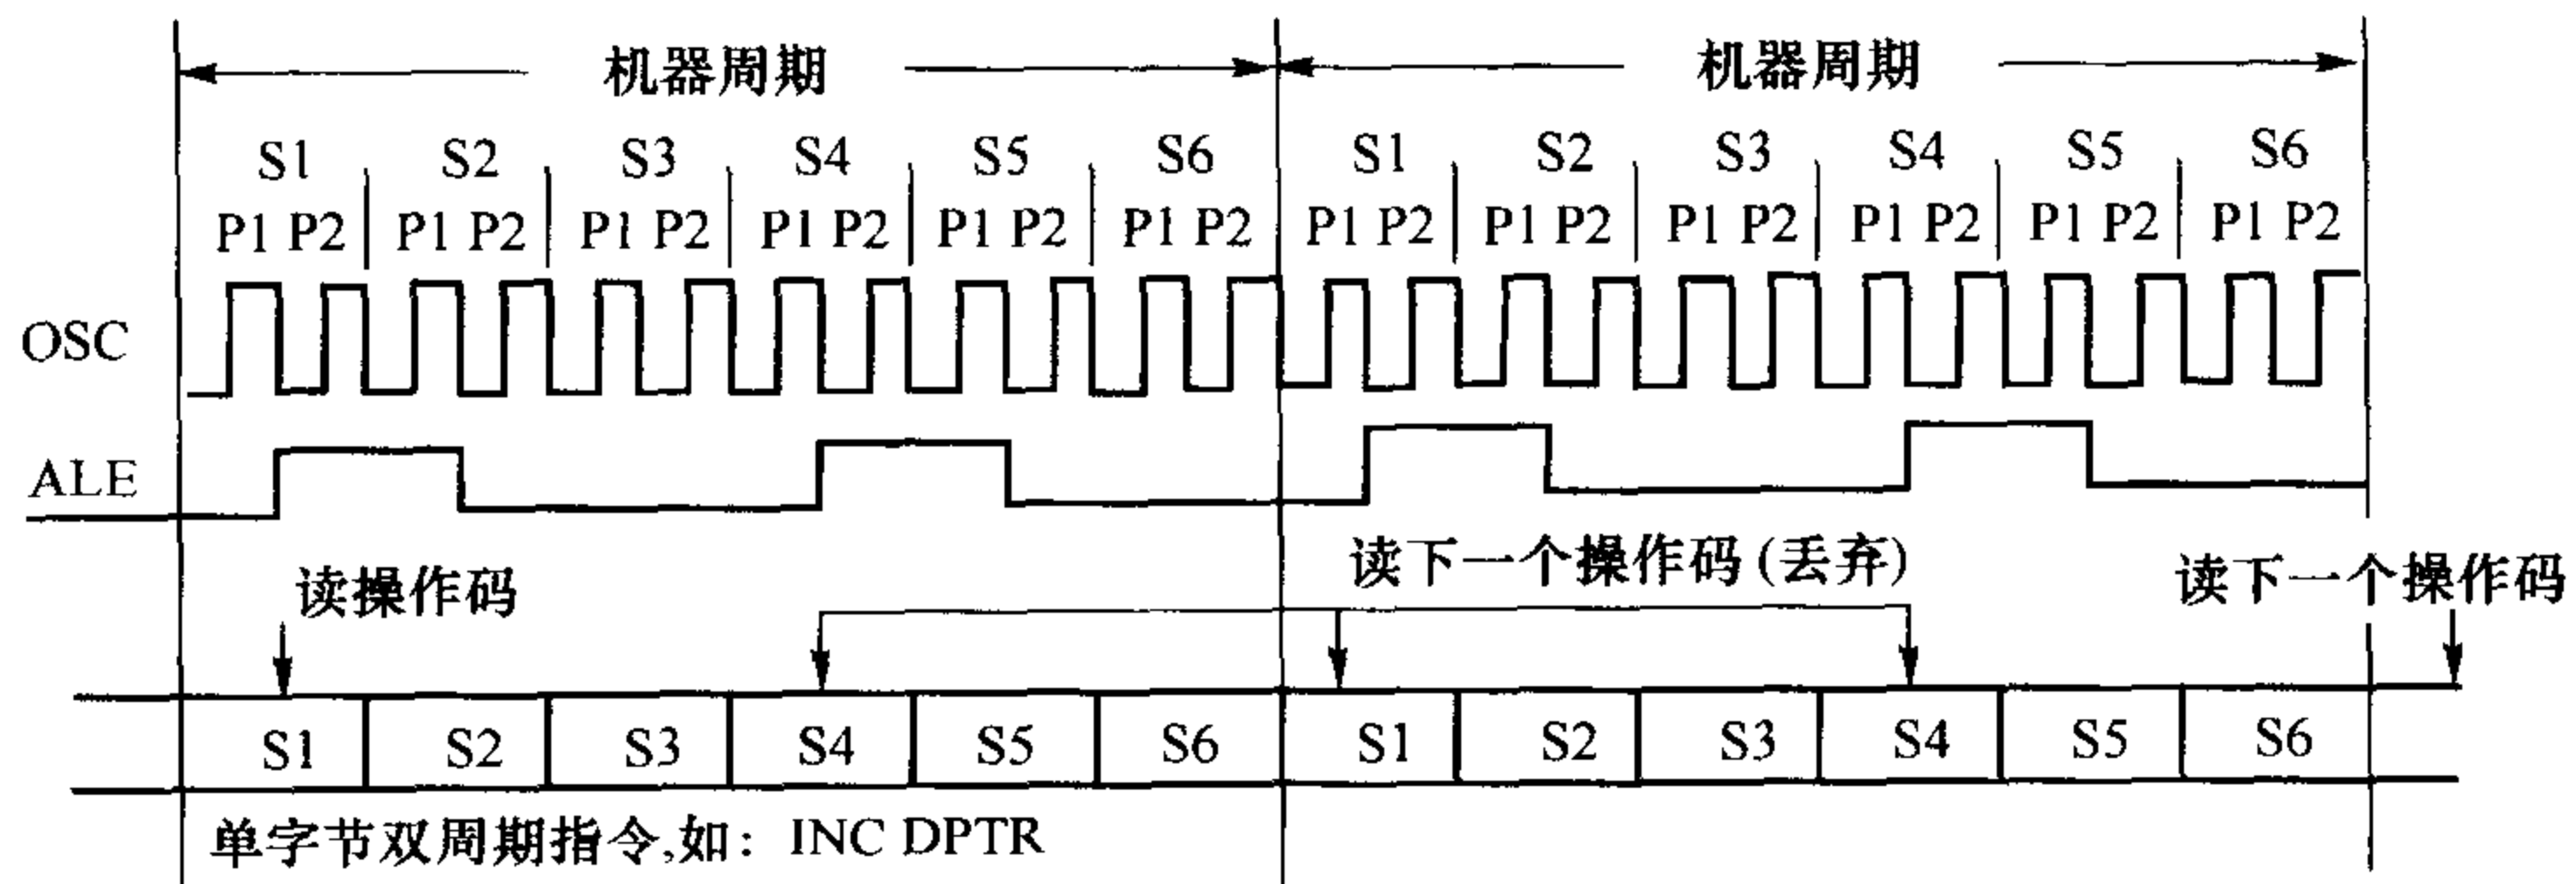 机器周期 机器周期
S1 S2 S3 S4 S5 S6 S1 S2 S3 S4 S5 S6
P1 P2 P1 P2 P1 P2 P1 P2 P1 P2 P1 P2 P1 P2 P1 P2 P1 P2 P1 P2 P1 P2 P1 P2
OSC
ALE
读操作码 读下一个操作码(丢弃) 读下一个操作码
S1 S2 S3 S4 S5 S6 S1 S2 S3 S4 S5 S6
单字节双周期指令,如: INC DPTR